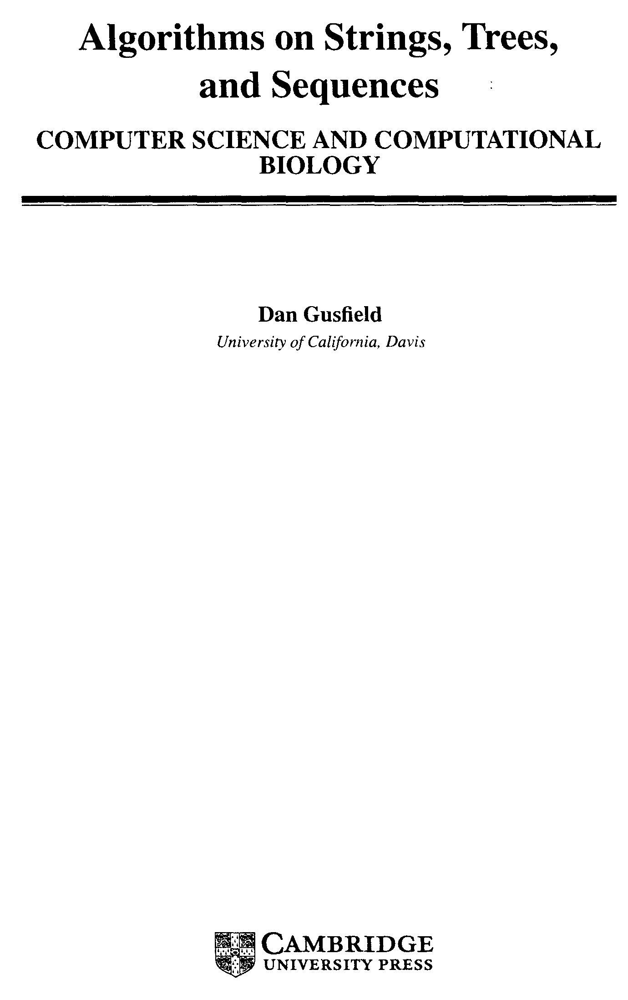 Algorithms on Strings, Trees,
and Sequences
COMPUTER SCIENCE AND COMPUTATIONAL
BIOLOGY
Dan Gusfield
University of California, Davis
CAMBRIDGE
UNIVERSITY PRESS